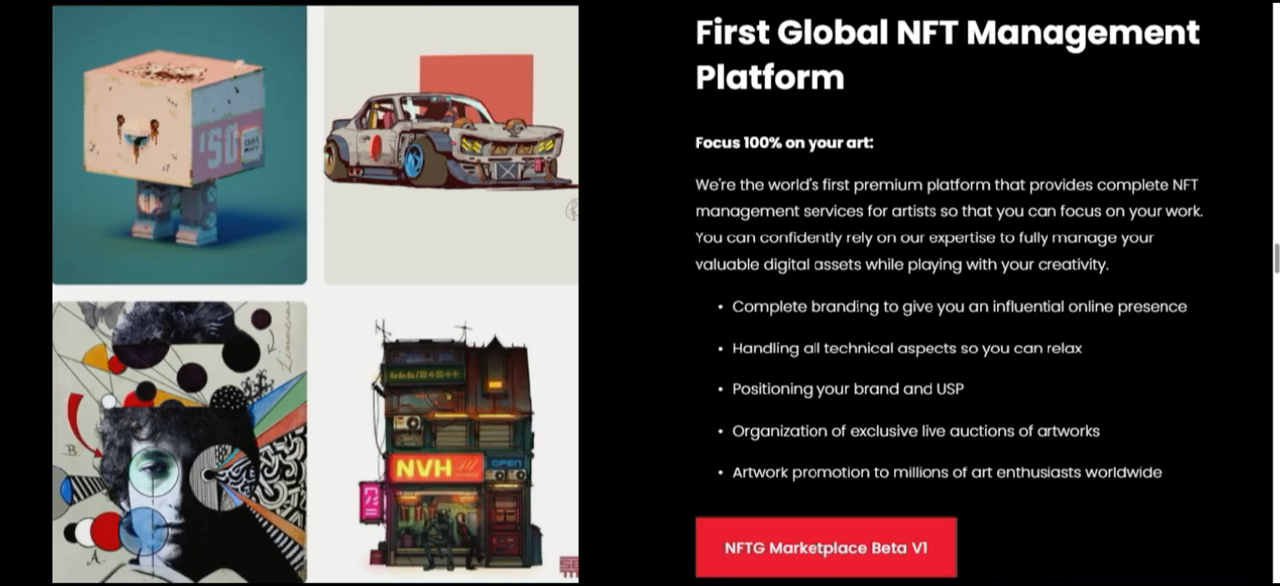 First Global NFT Management
Platform
Focus 100% on your art:
We're the world's first premium platform that provides complete NFT
management services for artists so that you can focus on your work.
You can confidently rely on our expertise to fully manage your
valuable digital assets while playing with your creativity.
• Complete branding to give you an influential online presence
• Handling all technical aspects so you can relax
• Positioning your brand and USP
• Organization of exclusive live auctions of artworks
• Artwork promotion to millions of art enthusiasts worldwide
NFTG Marketplace Beta V1
'50
B.
A.
NVH
OPEN